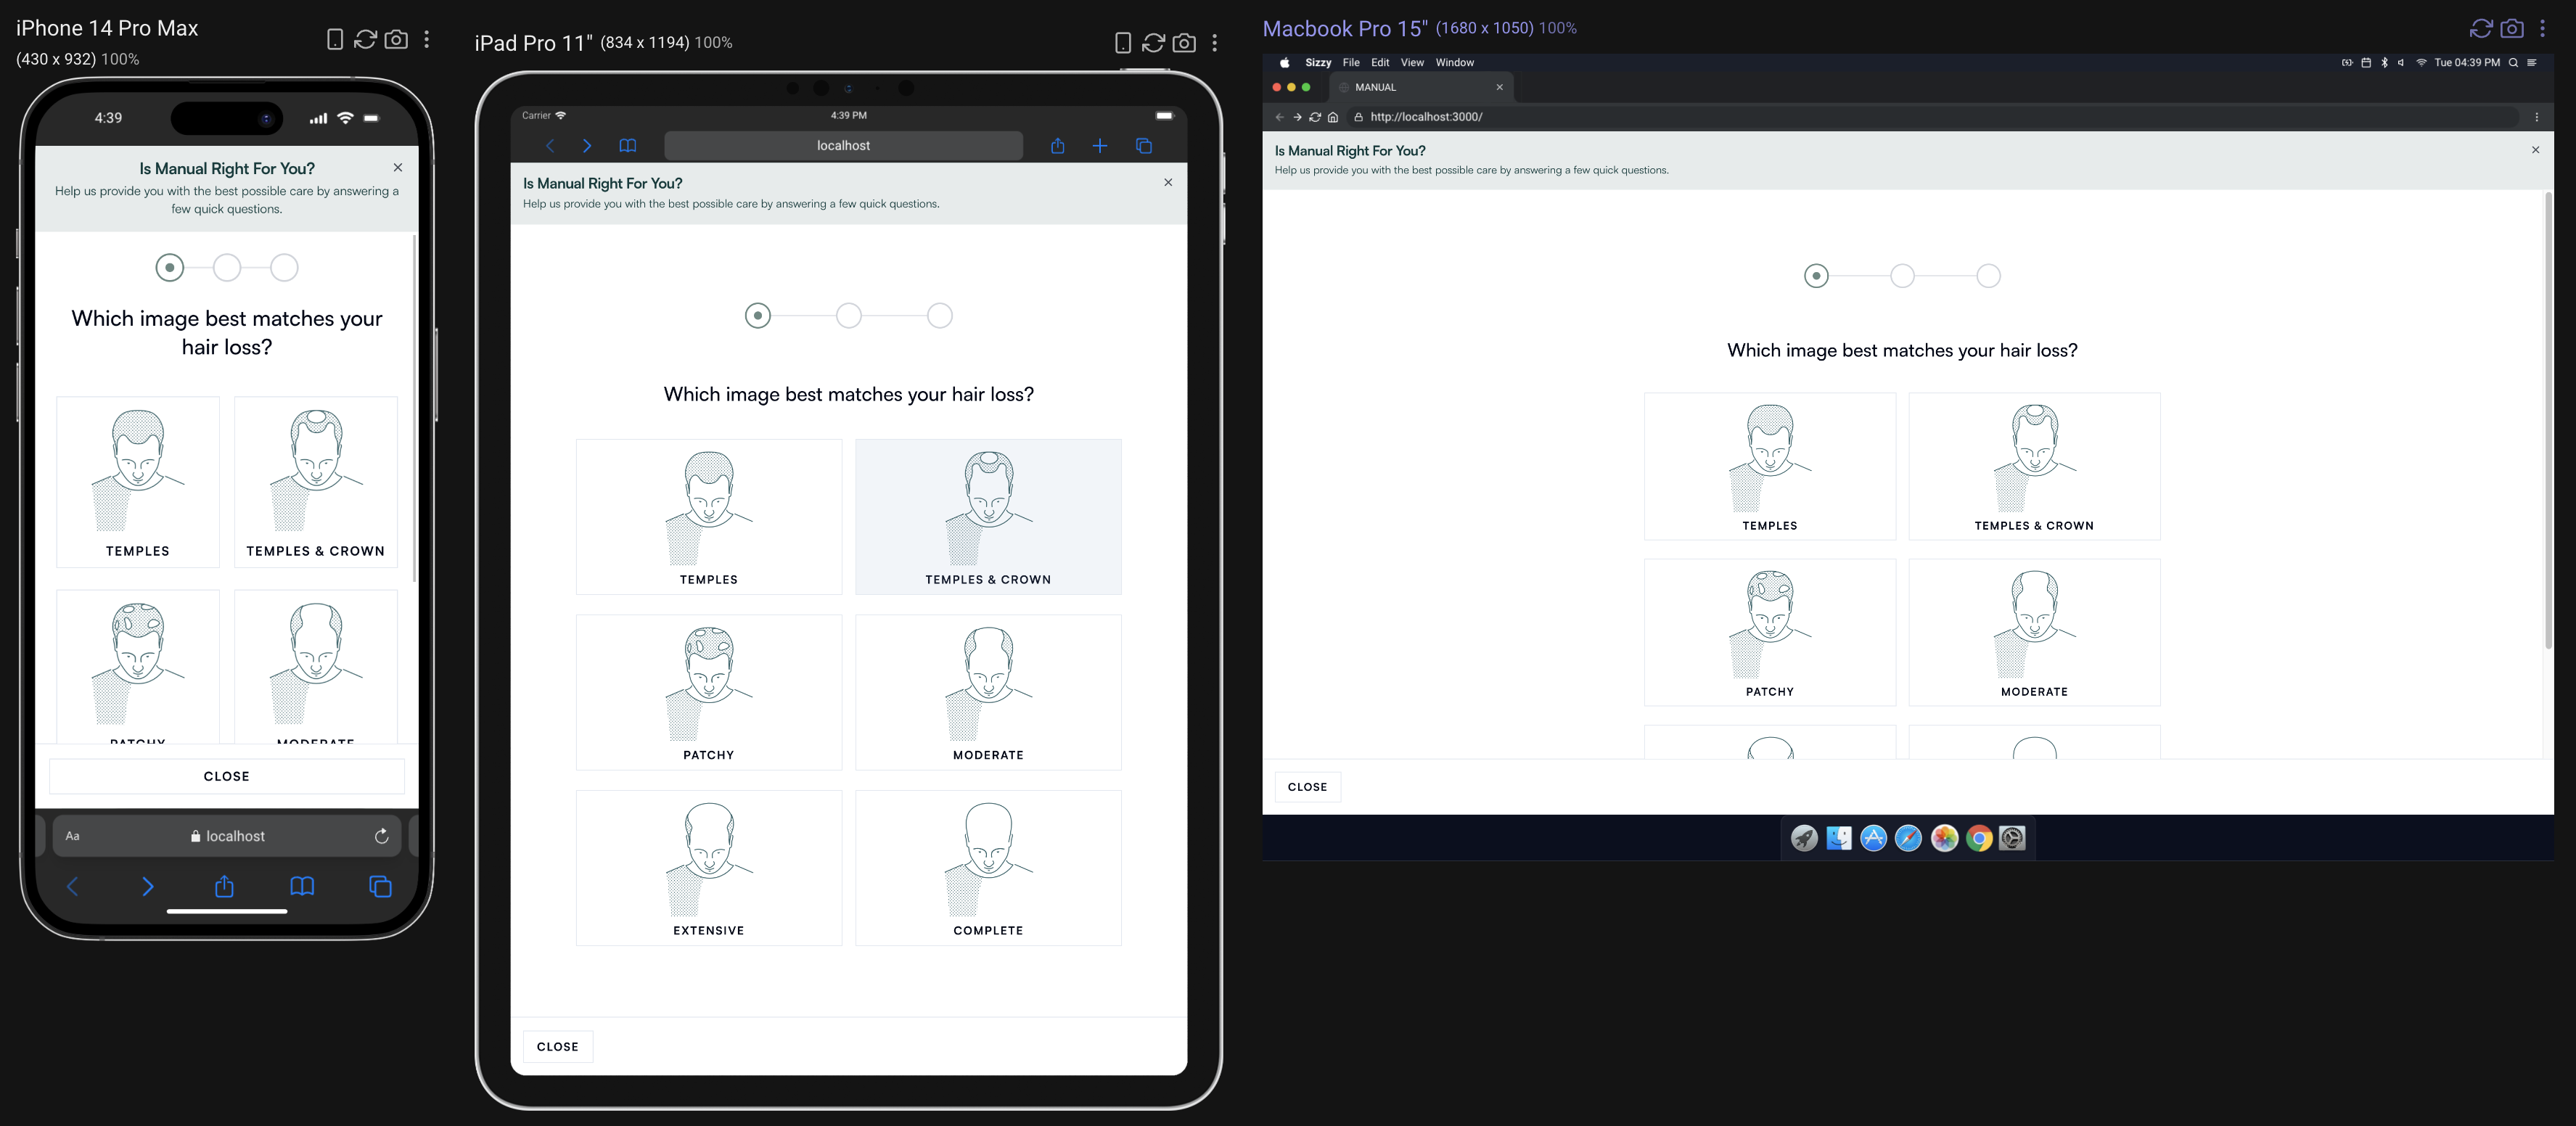 iPhone 14 Pro Max
(430 x 932) 100%
4:39
Is Manual Right For You?
Help us provide you with the best possible care by answering a
few quick questions.
Which image best matches your
hair loss?
TEMPLES
TEMPLES & CROWN
PATCHY
MODERATE
CLOSE
AA
localhost
iPad Pro 11" (834 x 1194) 100%
Carrier
4:39 PM
localhost
Is Manual Right For You?
Help us provide you with the best possible care by answering a few quick questions.
Which image best matches your hair loss?
TEMPLES
TEMPLES & CROWN
PATCHY
MODERATE
EXTENSIVE
COMPLETE
CLOSE
Macbook Pro 15" (1680 x 1050) 100%
Sizzy File Edit View Window
Tue 04:39 PM
MANUAL
http://localhost:3000/
Is Manual Right For You?
Help us provide you with the best possible care by answering a few quick questions.
Which image best matches your hair loss?
TEMPLES
TEMPLES & CROWN
PATCHY
MODERATE
CLOSE